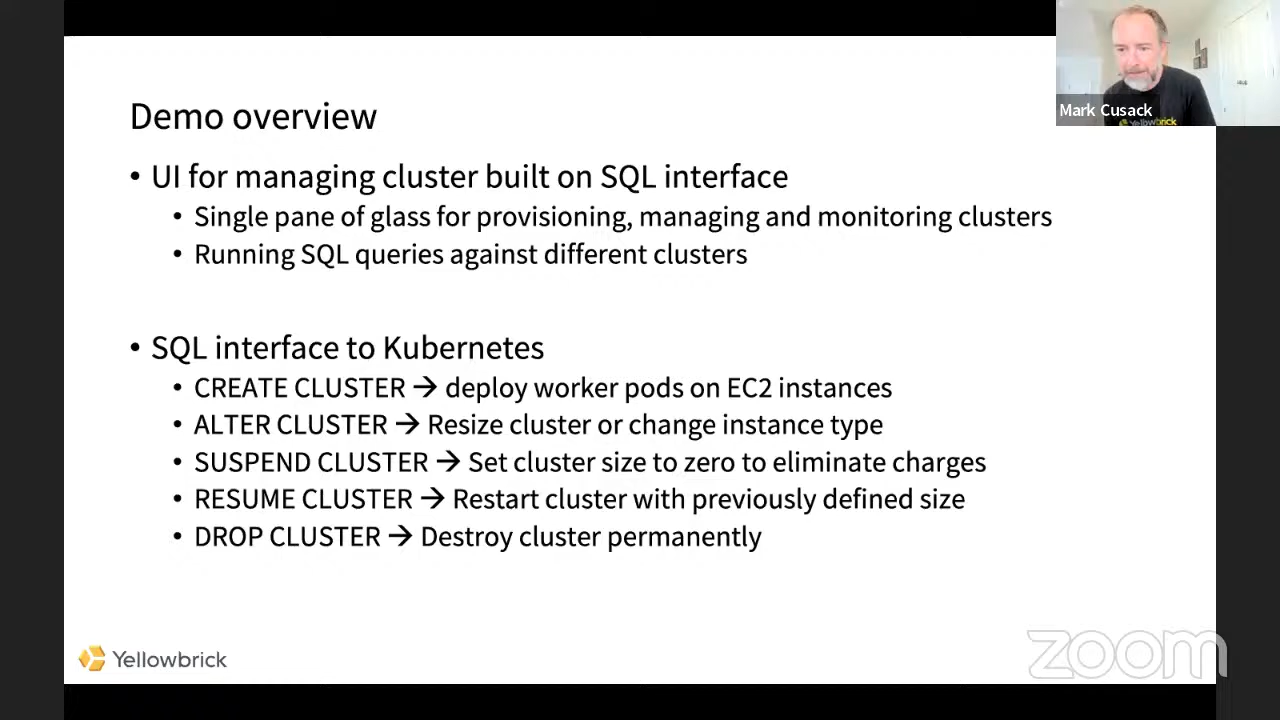 Demo overview
• UI for managing cluster built on SQL interface
• Single pane of glass for provisioning, managing and monitoring clusters
• Running SQL queries against different clusters
• SQL interface to Kubernetes
• CREATE CLUSTER → deploy worker pods on EC2 instances
• ALTER CLUSTER → Resize cluster or change instance type
• SUSPEND CLUSTER → Set cluster size to zero to eliminate charges
• RESUME CLUSTER → Restart cluster with previously defined size
• DROP CLUSTER → Destroy cluster permanently
Yellowbrick
Mark Cusack
Yellowbrick
zoom